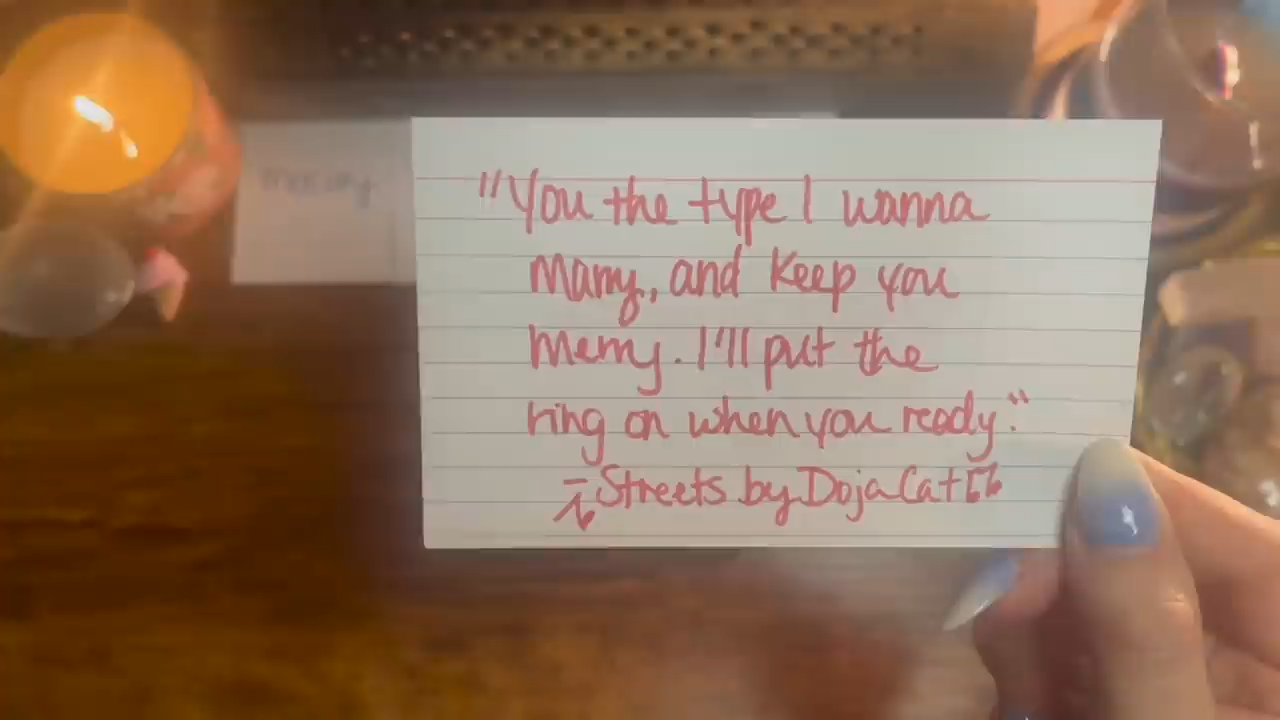 "You the type I wanna
marry, and keep you
merry. I'll put the
ring on when you ready."
Streets by Doja Cat